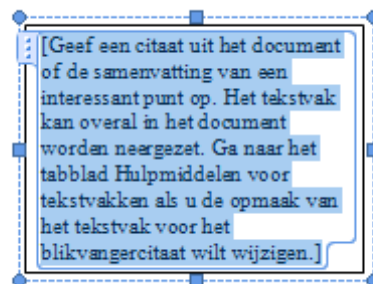 [Geef een citaat uit het document
of de samenvatting van een
interessant punt op. Het tekstvak
kan overal in het document
worden neergezet. Ga naar het
tabblad Hulpmiddelen voor
tekstvakken als u de opmaak van
het tekstvak voor het
blikvangercitaat wilt wijzigen.]